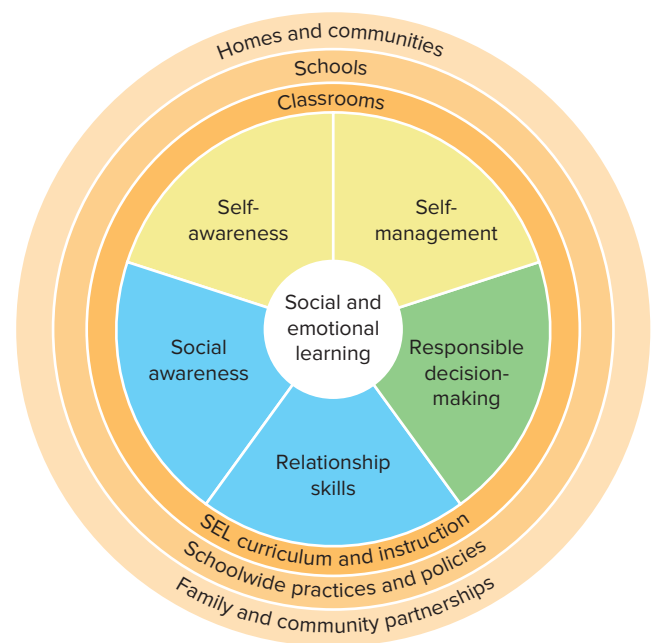 Homes and communities
Schools
Classrooms
Self-
awareness
Self-
management
Social and
emotional
learning
Social
awareness
Responsible
decision-
making
Relationship
skills
SEL curriculum and instruction
Schoolwide practices and policies
Family and community partnerships